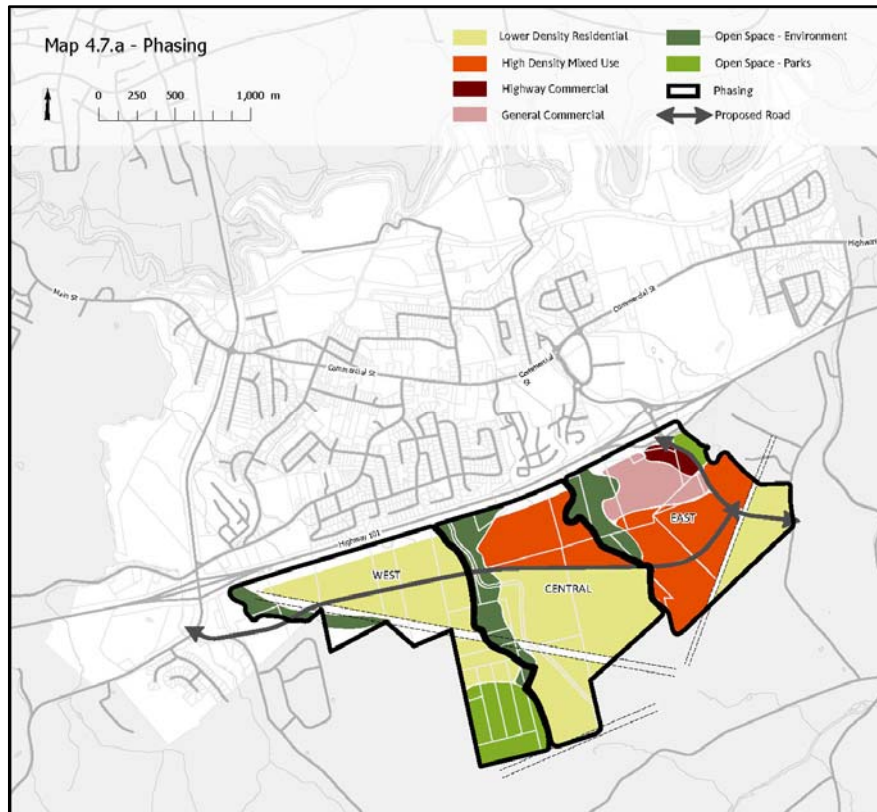 Map 4.7.a - Phasing
0 250 500 1,000 m
Lower Density Residential
High Density Mixed Use
Highway Commercial
General Commercial
Open Space - Environment
Open Space - Parks
Phasing
Proposed Road
Highway
Main St
Commercial St
Commercial St
Commercial
St
Highway 101
EAST
WEST
CENTRAL